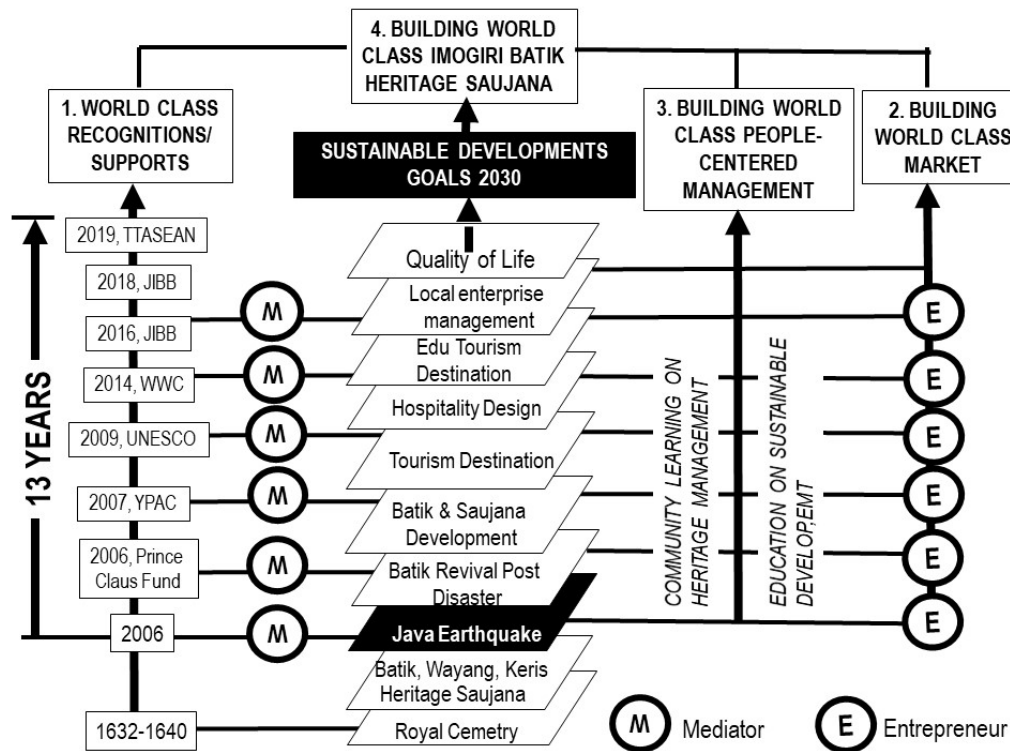 4. BUILDING WORLD
CLASS IMOGIRI BATIK
HERITAGE SAUJANA
1. WORLD CLASS
RECOGNITIONS/
SUPPORTS
3. BUILDING WORLD
CLASS PEOPLE-
CENTERED
MANAGEMENT
2. BUILDING
WORLD CLASS
MARKET
SUSTAINABLE DEVELOPMENTS
GOALS 2030
13 YEARS
2019, TTASEAN
2018, JIBB
2016, JIBB
2014, WWC
2009, UNESCO
2007, YPAC
2006, Prince
Claus Fund
2006
1632-1640
M
M
M
M
M
M
Quality of Life
Local enterprise
management
Edu Tourism
Destination
Hospitality Design
Tourism Destination
Batik & Saujana
Development
Batik Revival Post
Disaster
Java Earthquake
Batik, Wayang, Keris
Heritage Saujana
Royal Cemetry
COMMUNITY LEARNING ON
HERITAGE MANAGEMENT
EDUCATION ON SUSTAINABLE
DEVELOP,EMT
E
E
E
E
E
E
M Mediator
E Entrepreneur